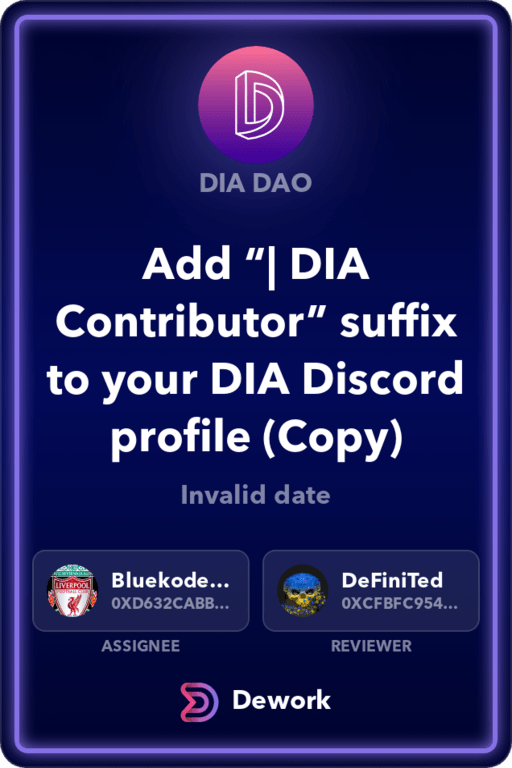 DIA DAO
Add “| DIA
Contributor” suffix
to your DIA Discord
profile (Copy)
Invalid date
LIVERPOOL
Bluekode...
0XD632CABB...
DeFiniTed
0XCFBFC954...
ASSIGNEE
REVIEWER
Dework